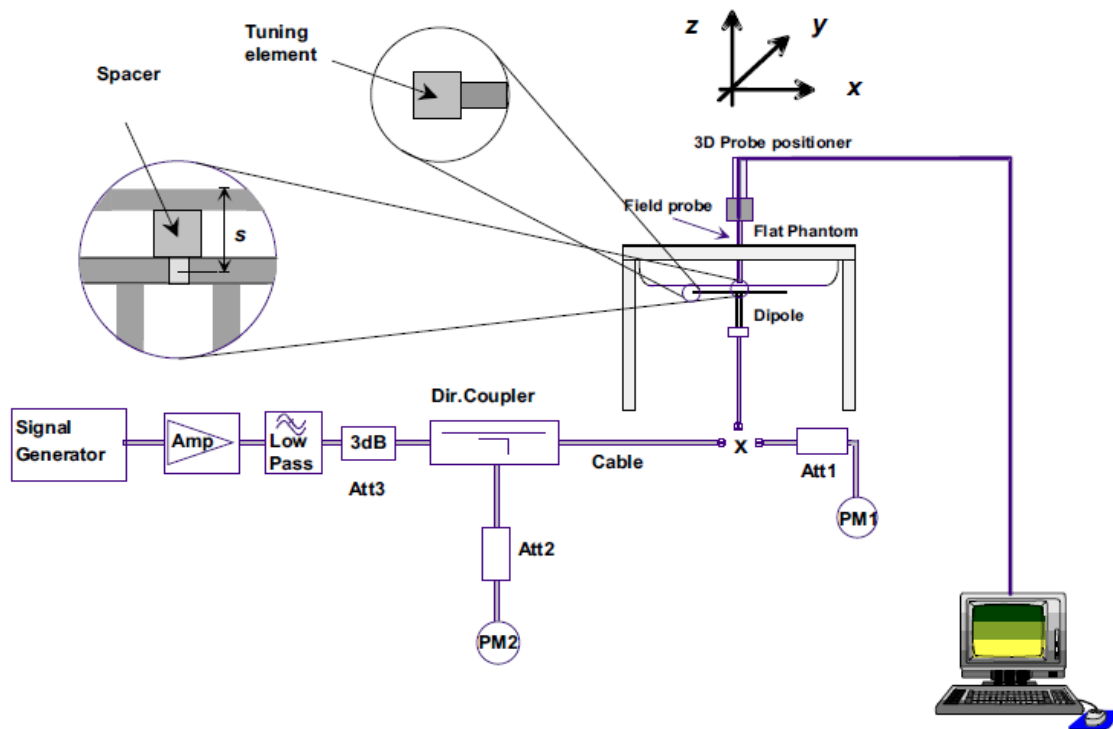 Tuning
element
Spacer
s
z
y
x
3D Probe positioner
Field probe
Flat Phantom
Dipole
Dir.Coupler
Signal
Generator
Amp
Low
Pass
3dB
Att3
Cable
X
Att1
PM1
Att2
PM2